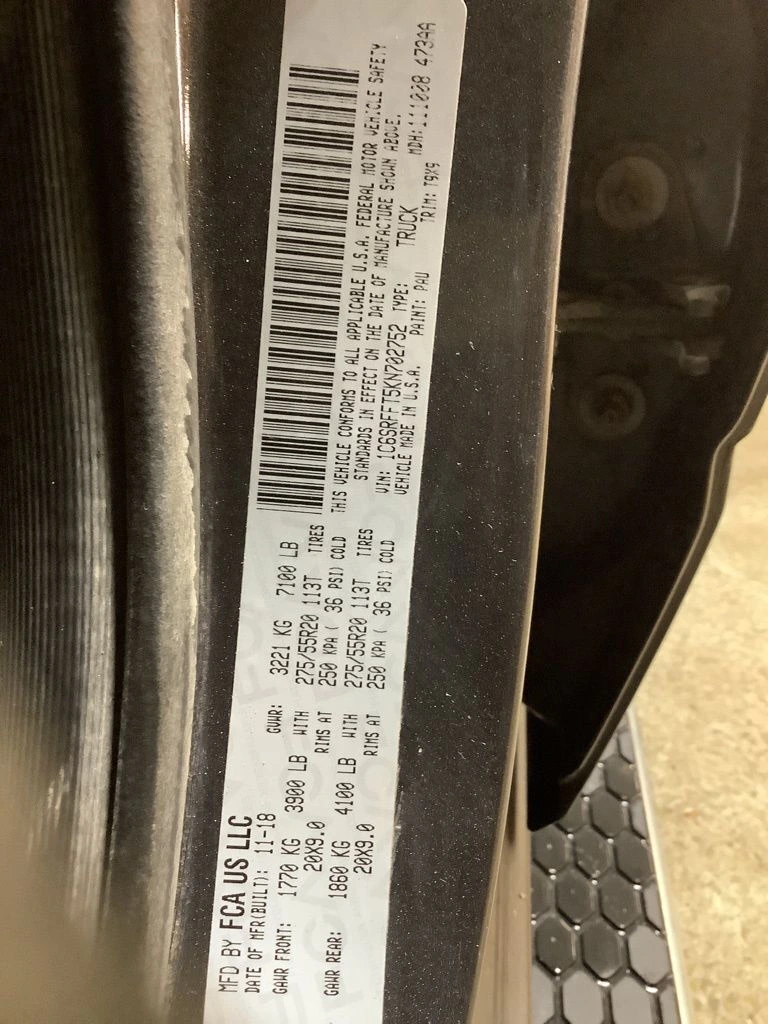 MFD BY FCA US LLC
DATE OF MFR(BUILT): 11-18 GVWR: 3221 KG 7100 LB
GAWR FRONT: 1770 KG 3900 LB WITH 275/55R20 113T TIRES
20X9.0 RIMS AT 250 KPA ( 36 PSI) COLD
GAWR REAR: 1860 KG 4100 LB WITH 275/55R20 113T TIRES
20X9.0 RIMS AT 250 KPA ( 36 PSI) COLD
THIS VEHICLE CONFORMS TO ALL APPLICABLE U.S.A. FEDERAL MOTOR VEHICLE SAFETY
STANDARDS IN EFFECT ON THE DATE OF MANUFACTURE SHOWN ABOVE.
VIN: 1C6SRFFT5KN702752 TYPE: TRUCK MDH:111008 473AA
VEHICLE MADE IN U.S.A. PAINT: PAU TRIM: T9X9